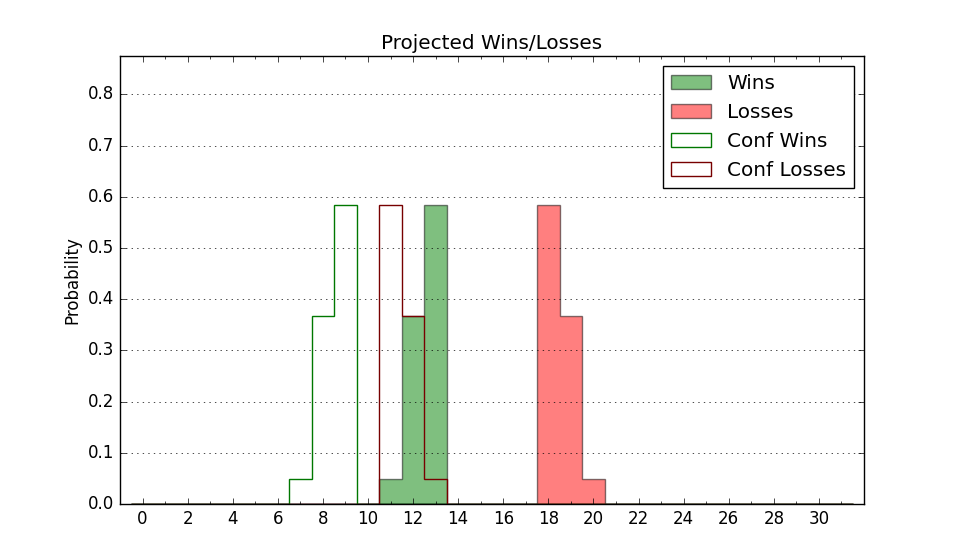 Projected Wins/Losses
Wins
Losses
Conf Wins
Conf Losses
Probability
0.8
0.7
0.6
0.5
0.4
0.3
0.2
0.1
0.0
0 2 4 6 8 10 12 14 16 18 20 22 24 26 28 30